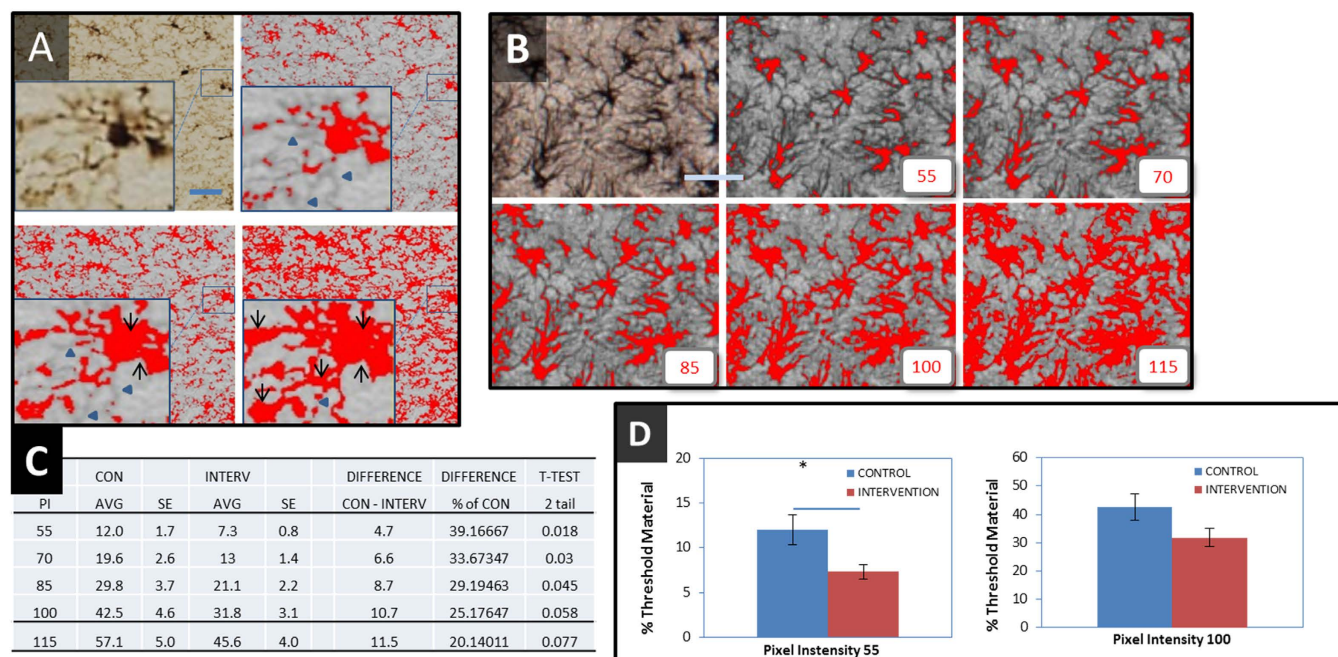 A
B
55
70
85
100
115
C
CON INTERV DIFFERENCE DIFFERENCE T-TEST
PI AVG SE AVG SE CON - INTERV % of CON 2 tail
55 12.0 1.7 7.3 0.8 4.7 39.16667 0.018
70 19.6 2.6 13 1.4 6.6 33.67347 0.03
85 29.8 3.7 21.1 2.2 8.7 29.19463 0.045
100 42.5 4.6 31.8 3.1 10.7 25.17647 0.058
115 57.1 5.0 45.6 4.0 11.5 20.14011 0.077
D
% Threshold Material
20
15
10
5
0
*
CONTROL
INTERVENTION
Pixel Instensity 55
% Threshold Material
60
50
40
30
20
10
0
CONTROL
INTERVENTION
Pixel Intensity 100